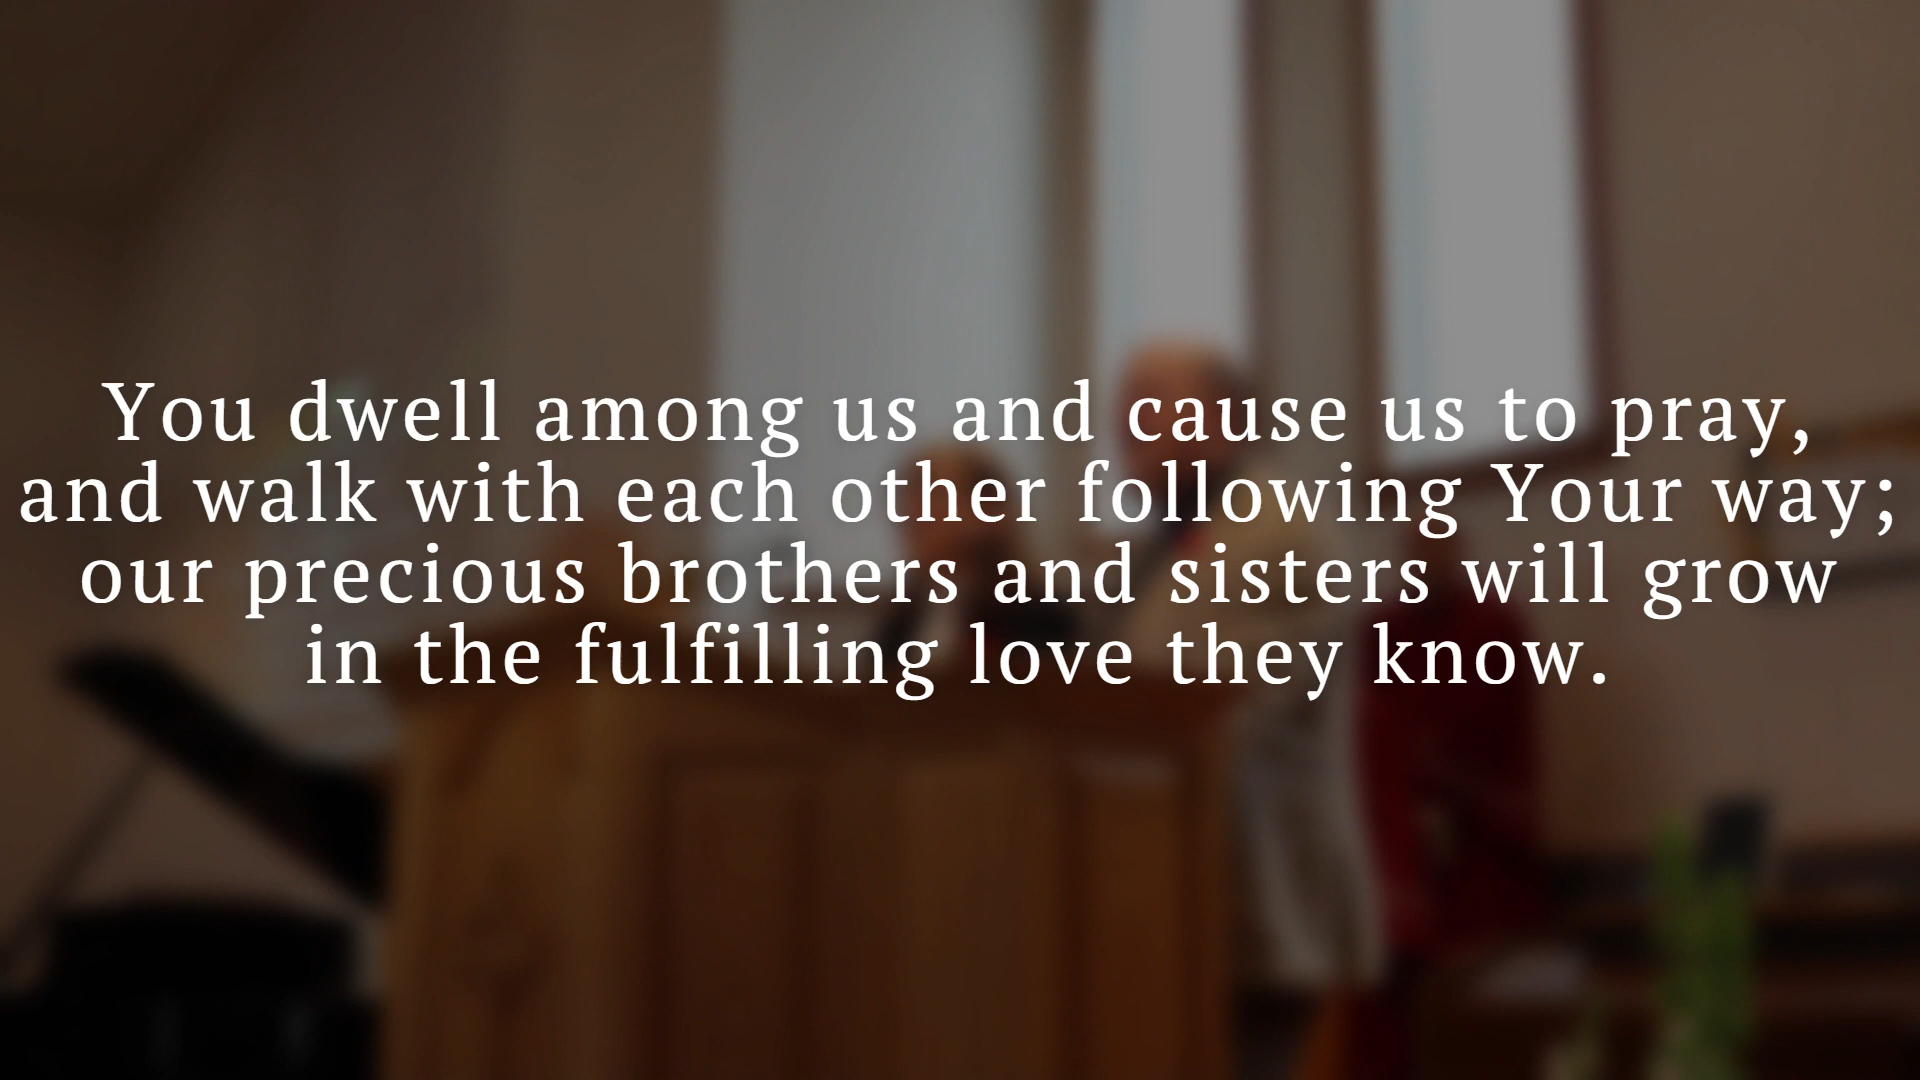 You dwell among us and cause us to pray,
and walk with each other following Your way;
our precious brothers and sisters will grow
in the fulfilling love they know.